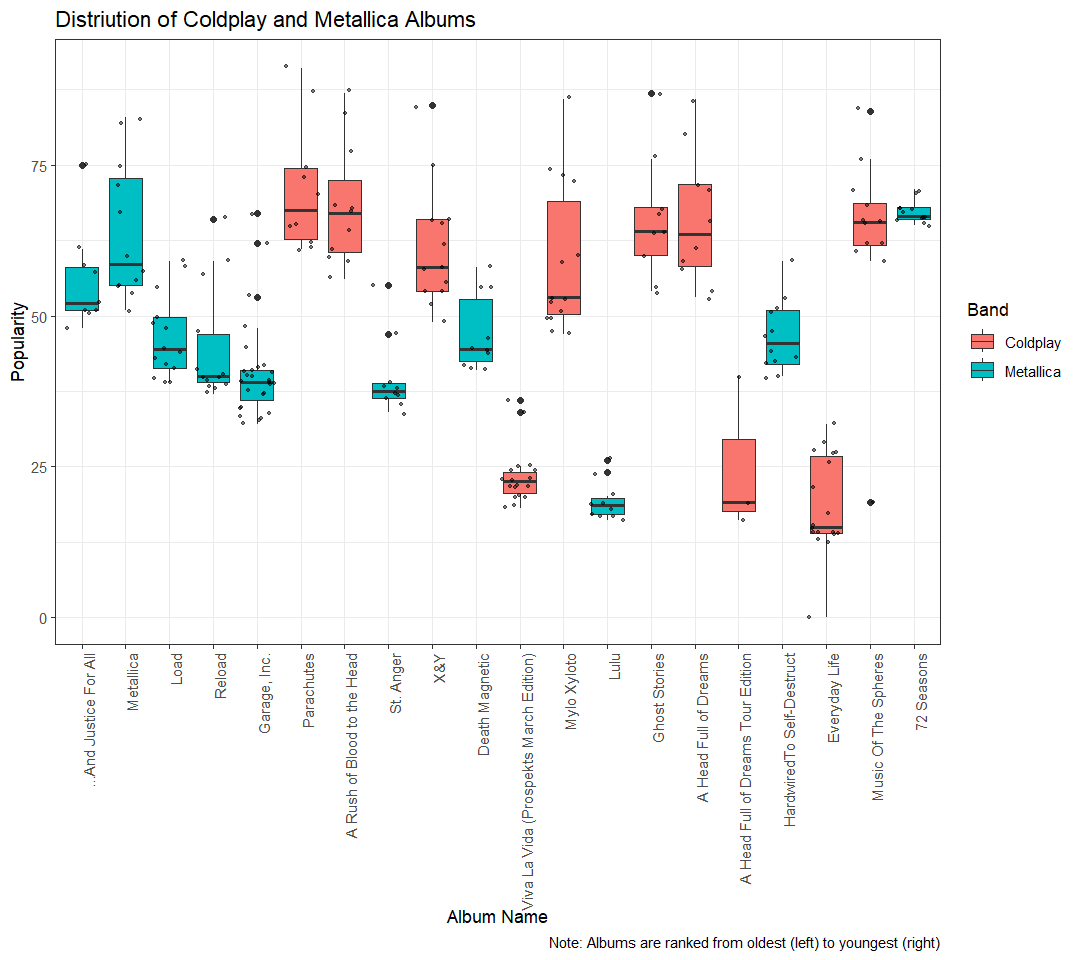 Distriution of Coldplay and Metallica Albums
Popularity
75
50
25
0
...And Justice For All
Metallica
Load
Reload
Garage, Inc.
Parachutes
A Rush of Blood to the Head
St. Anger
X&Y
Death Magnetic
Viva La Vida (Prospekts March Edition)
Mylo Xyloto
Lulu
Ghost Stories
A Head Full of Dreams
A Head Full of Dreams Tour Edition
HardwiredTo Self-Destruct
Everyday Life
Music Of The Spheres
72 Seasons
Album Name
Band
Coldplay
Metallica
Note: Albums are ranked from oldest (left) to youngest (right)